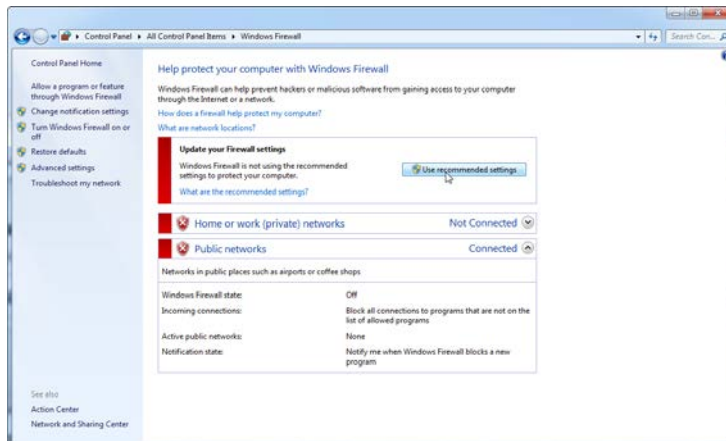 Control Panel ▸ All Control Panel Items ▸ Windows Firewall
Search Con...
Control Panel Home
Allow a program or feature
through Windows Firewall
Change notification settings
Turn Windows Firewall on or
off
Restore defaults
Advanced settings
Troubleshoot my network
See also
Action Center
Network and Sharing Center
Help protect your computer with Windows Firewall
Windows Firewall can help prevent hackers or malicious software from gaining access to your computer
through the Internet or a network.
How does a firewall help protect my computer?
What are network locations?
Update your Firewall settings
Windows Firewall is not using the recommended
settings to protect your computer.
Use recommended settings
What are the recommended settings?
Home or work (private) networks Not Connected
Public networks Connected
Networks in public places such as airports or coffee shops
Windows Firewall state: Off
Incoming connections: Block all connections to programs that are not on the
list of allowed programs
Active public networks: None
Notification state: Notify me when Windows Firewall blocks a new
program